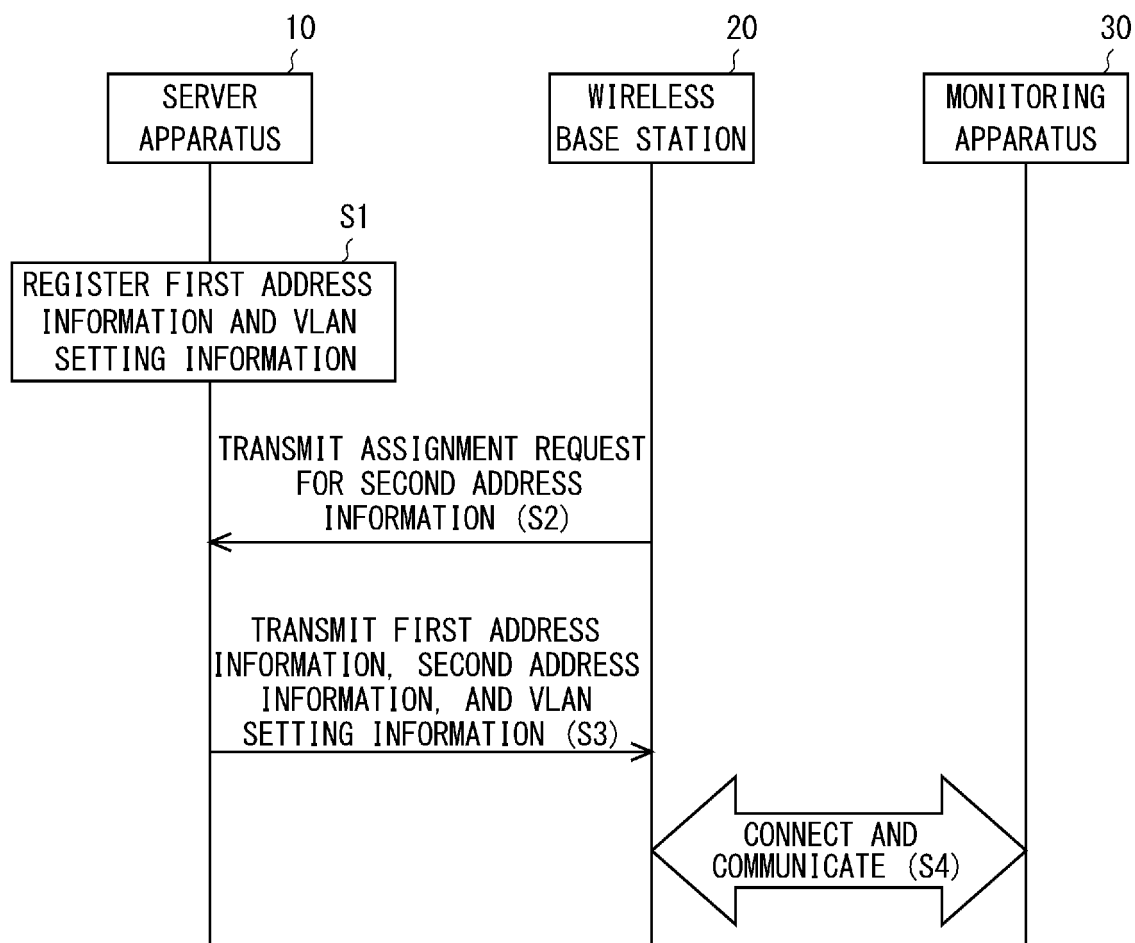 10
20
30
SERVER
APPARATUS
WIRELESS
BASE STATION
MONITORING
APPARATUS
S1
REGISTER FIRST ADDRESS
INFORMATION AND VLAN
SETTING INFORMATION
TRANSMIT ASSIGNMENT REQUEST
FOR SECOND ADDRESS
INFORMATION (S2)
TRANSMIT FIRST ADDRESS
INFORMATION, SECOND ADDRESS
INFORMATION, AND VLAN
SETTING INFORMATION (S3)
CONNECT AND
COMMUNICATE (S4)